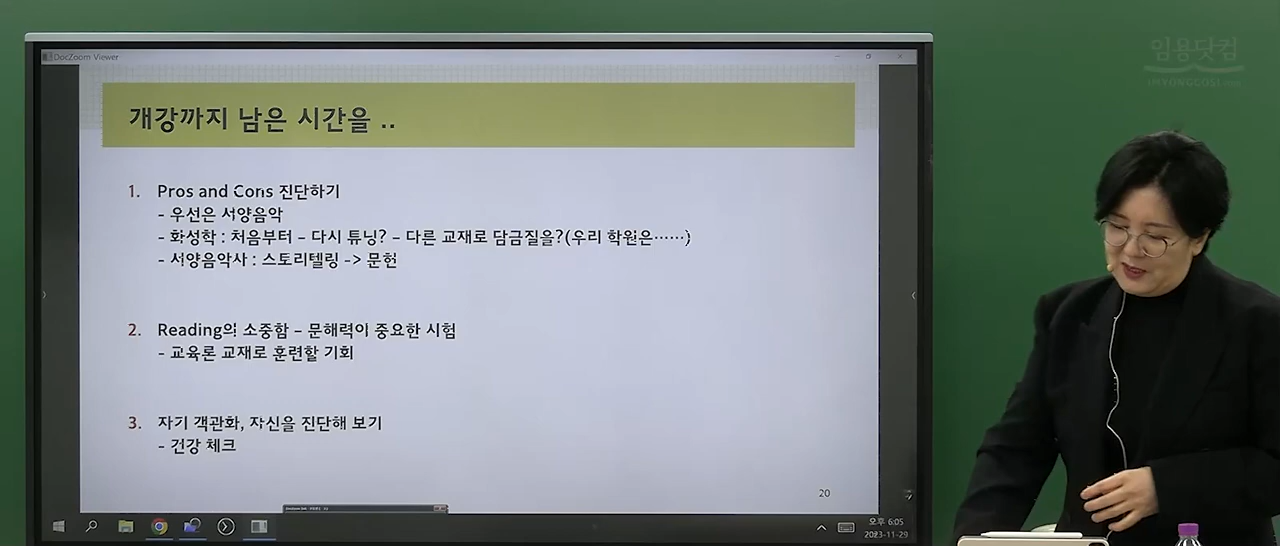 DocZoom Viewer
임용닷컴
개강까지 남은 시간을 ..
1. Pros and Cons 진단하기
- 우선은 서양음악
- 화성학 : 처음부터 – 다시 튜닝? – 다른 교재로 담금질을?(우리 학원은……)
- 서양음악사 : 스토리텔링 -> 문헌
2. Reading의 소중함 – 문해력이 중요한 시험
- 교육론 교재로 훈련할 기회
3. 자기 객관화, 자신을 진단해 보기
- 건강 체크
20
오후 6:05
2023-11-29